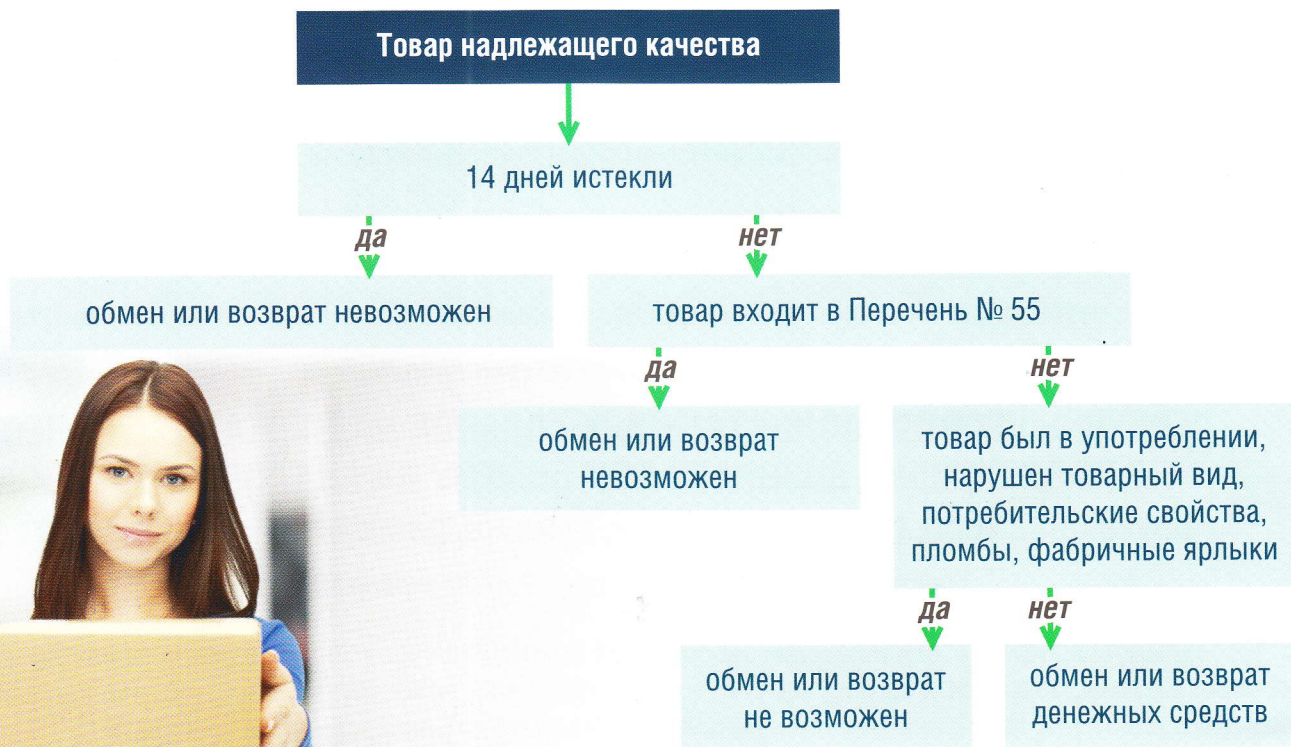 Товар надлежащего качества
14 дней истекли
да
нет
обмен или возврат невозможен
товар входит в Перечень № 55
да
нет
обмен или возврат
невозможен
товар был в употреблении,
нарушен товарный вид,
потребительские свойства,
пломбы, фабричные ярлыки
да
нет
обмен или возврат
не возможен
обмен или возврат
денежных средств